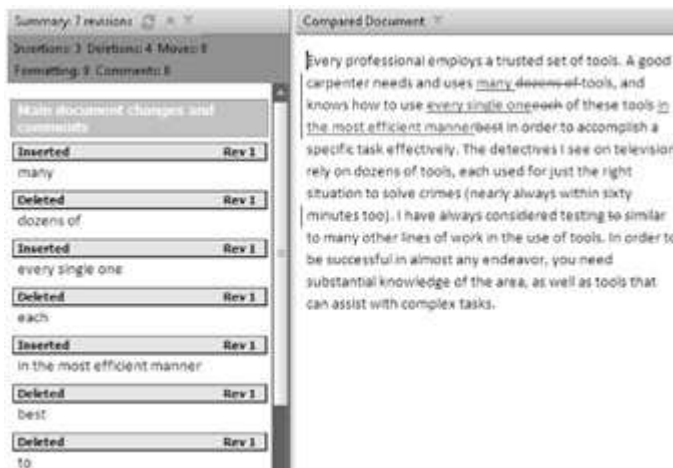 Summary: 7 revisions
Insertions: 3 Deletions: 4 Moves: 0
Formatting: 0 Comments: 0
Main document changes and
comments
Inserted Rev 1
many
Deleted Rev 1
dozens of
Inserted Rev 1
every single one
Deleted Rev 1
each
Inserted Rev 1
in the most efficient manner
Deleted Rev 1
best
Deleted Rev 1
to
Compared Document
Every professional employs a trusted set of tools. A good
carpenter needs and uses many dozens of tools, and
knows how to use every single oneeach of these tools in
the most efficient mannerbest in order to accomplish a
specific task effectively. The detectives I see on television
rely on dozens of tools, each used for just the right
situation to solve crimes (nearly always within sixty
minutes too). I have always considered testing to similar
to many other lines of work in the use of tools. In order to
be successful in almost any endeavor, you need
substantial knowledge of the area, as well as tools that
can assist with complex tasks.